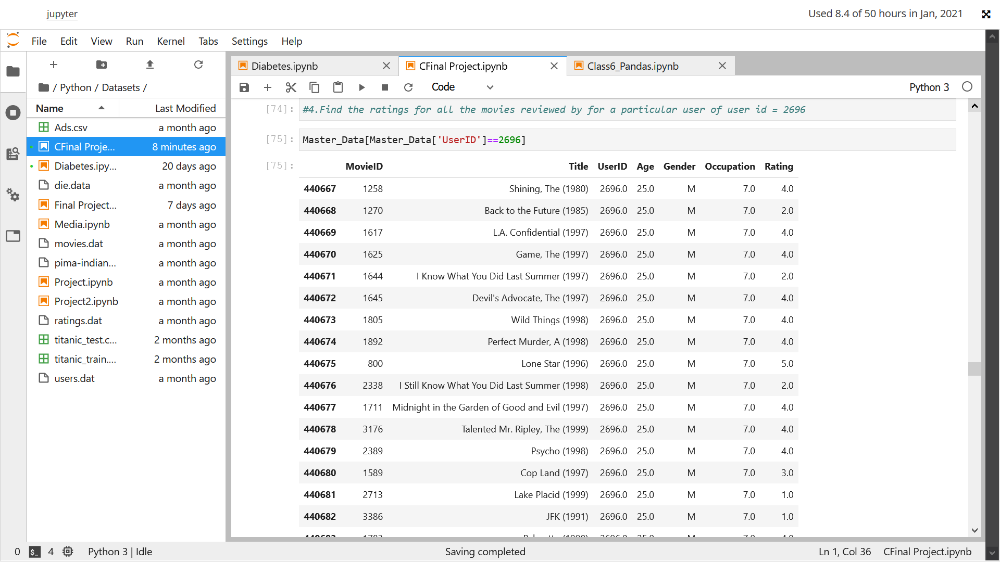 jupyter
Used 8.4 of 50 hours in Jan, 2021
File Edit View Run Kernel Tabs Settings Help
Diabetes.ipynb
CFinal Project.ipynb
Class6_Pandas.ipynb
Code
Python 3
/ Python / Datasets /
Name Last Modified
Ads.csv a month ago
CFinal Proje... 8 minutes ago
Diabetes.ipy... 20 days ago
die.data a month ago
Final Project... 7 days ago
Media.ipynb a month ago
movies.dat a month ago
pima-indian... a month ago
Project.ipynb a month ago
Project2.ipynb a month ago
ratings.dat a month ago
titanic_test.c... 2 months ago
titanic_train.... 2 months ago
users.dat a month ago
[74]: #4.Find the ratings for all the movies reviewed by for a particular user of user id = 2696
[75]: Master_Data[Master_Data['UserID']==2696]
[75]:
MovieID Title UserID Age Gender Occupation Rating
440667 1258 Shining, The (1980) 2696.0 25.0 M 7.0 4.0
440668 1270 Back to the Future (1985) 2696.0 25.0 M 7.0 2.0
440669 1617 L.A. Confidential (1997) 2696.0 25.0 M 7.0 4.0
440670 1625 Game, The (1997) 2696.0 25.0 M 7.0 4.0
440671 1644 I Know What You Did Last Summer (1997) 2696.0 25.0 M 7.0 2.0
440672 1645 Devil's Advocate, The (1997) 2696.0 25.0 M 7.0 4.0
440673 1805 Wild Things (1998) 2696.0 25.0 M 7.0 4.0
440674 1892 Perfect Murder, A (1998) 2696.0 25.0 M 7.0 4.0
440675 800 Lone Star (1996) 2696.0 25.0 M 7.0 5.0
440676 2338 I Still Know What You Did Last Summer (1998) 2696.0 25.0 M 7.0 2.0
440677 1711 Midnight in the Garden of Good and Evil (1997) 2696.0 25.0 M 7.0 4.0
440678 3176 Talented Mr. Ripley, The (1999) 2696.0 25.0 M 7.0 4.0
440679 2389 Psycho (1998) 2696.0 25.0 M 7.0 4.0
440680 1589 Cop Land (1997) 2696.0 25.0 M 7.0 3.0
440681 2713 Lake Placid (1999) 2696.0 25.0 M 7.0 1.0
440682 3386 JFK (1991) 2696.0 25.0 M 7.0 1.0
0 $_ 4 Python 3 | Idle Saving completed Ln 1, Col 36 CFinal Project.ipynb